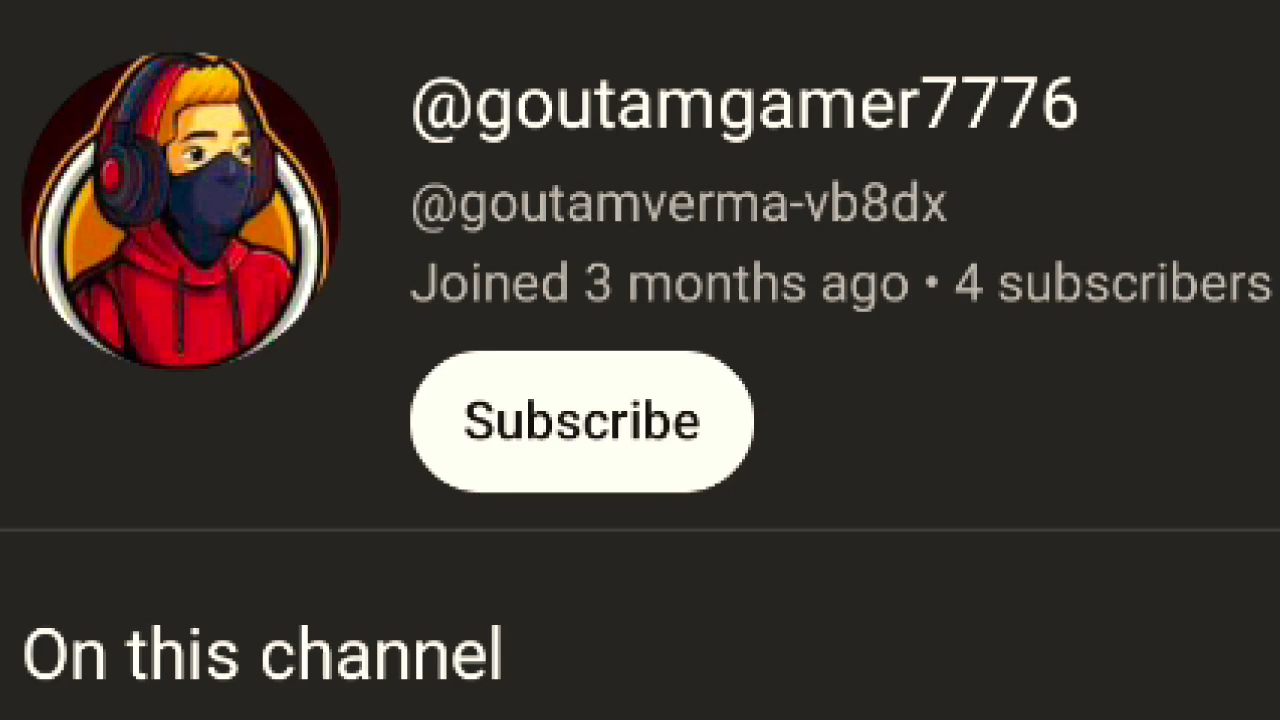 @goutamgamer7776
@goutamverma-vb8dx
Joined 3 months ago • 4 subscribers
Subscribe
On this channel